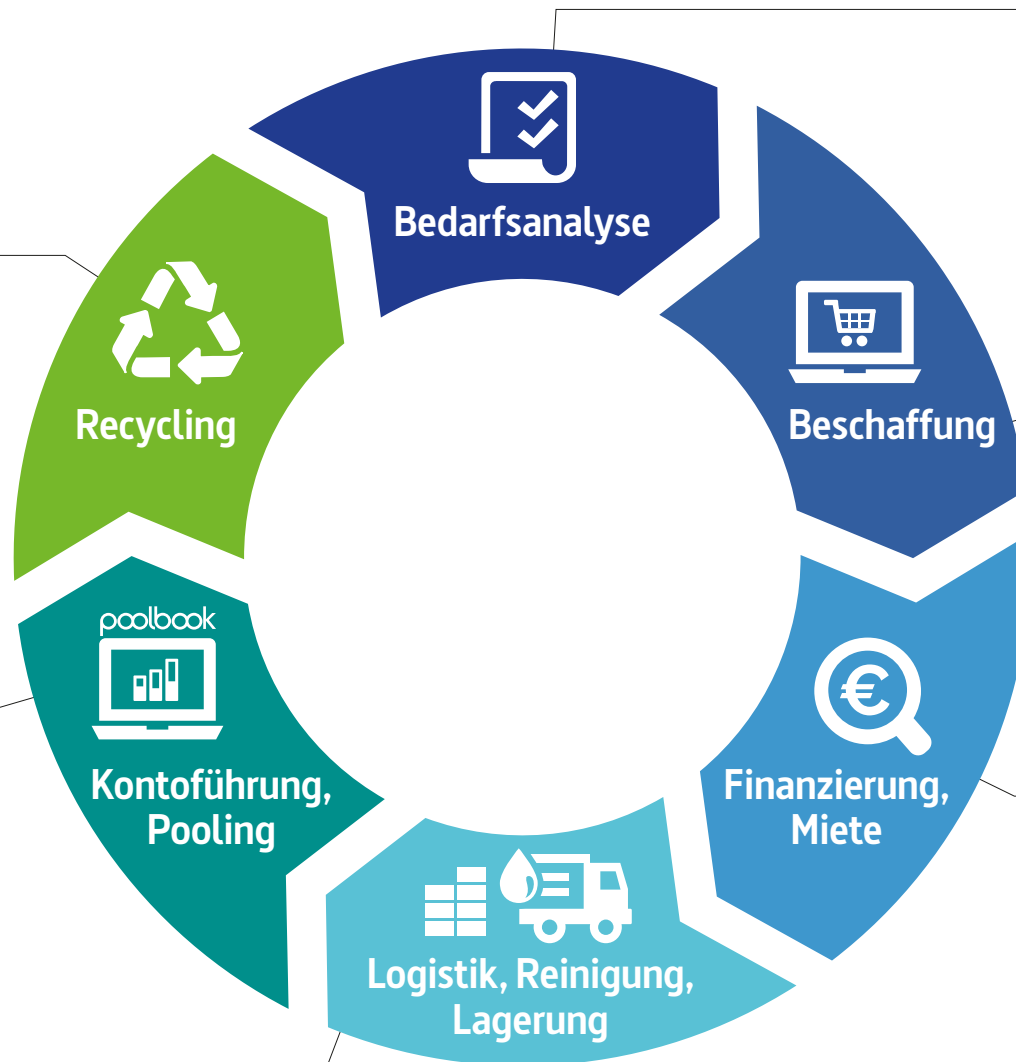 Bedarfsanalyse
Beschaffung
Finanzierung,
Miete
Logistik, Reinigung,
Lagerung
poolbook
Kontoführung,
Pooling
Recycling